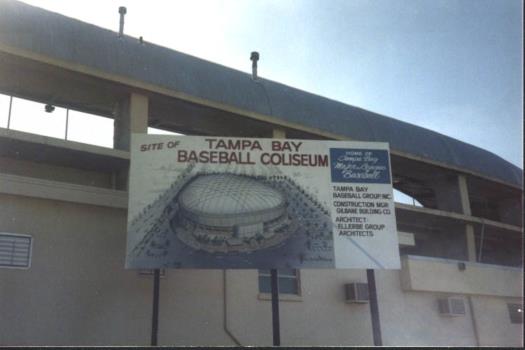 SITE OF TAMPA BAY
BASEBALL COLISEUM
HOME OF
Tampa Bay
Major League
Baseball
TAMPA BAY
BASEBALL GROUP INC.
CONSTRUCTION MGR
GILBANE BUILDING CO.
ARCHITECT-
ELLERBE GROUP
ARCHITECTS